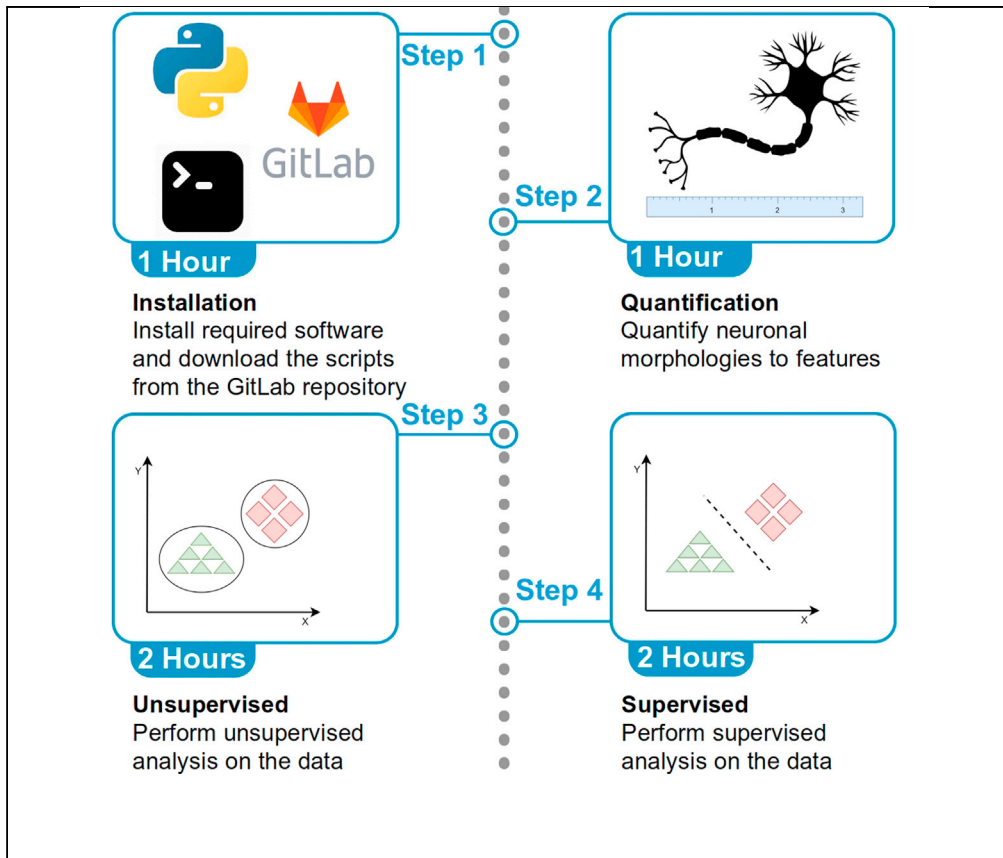 Step 1
GitLab
1 Hour
Installation
Install required software
and download the scripts
from the GitLab repository
Step 2
1 2 3
1 Hour
Quantification
Quantify neuronal
morphologies to features
Step 3
Y
X
2 Hours
Unsupervised
Perform unsupervised
analysis on the data
Step 4
Y
X
2 Hours
Supervised
Perform supervised
analysis on the data